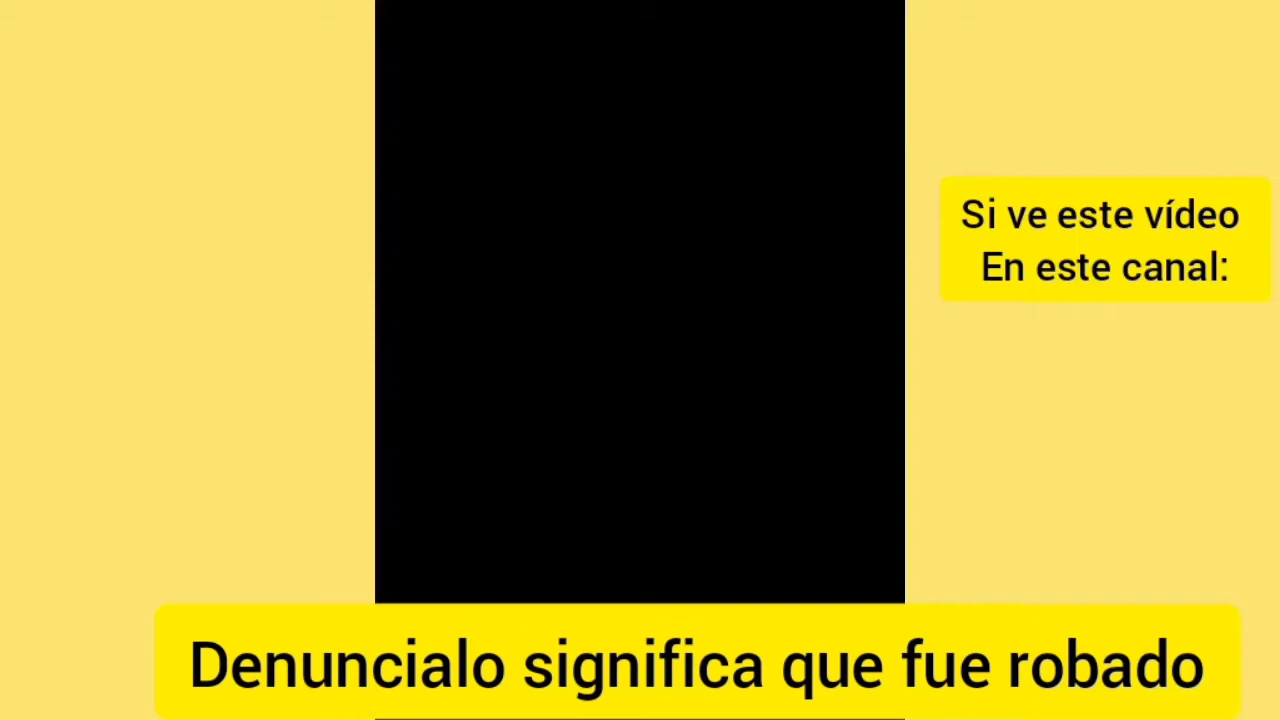 Si ve este vídeo
En este canal:
Denuncialo significa que fue robado